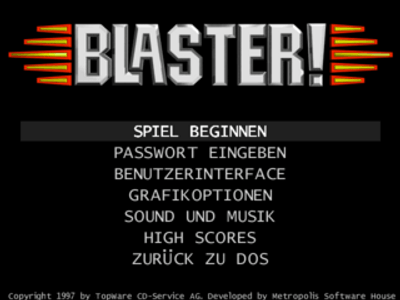 BLASTER!
SPIEL BEGINNEN
PASSWORT EINGEBEN
BENUTZERINTERFACE
GRAFIKOPTIONEN
SOUND UND MUSIK
HIGH SCORES
ZURÜCK ZU DOS
Copyright 1997 by TopWare CD-Service AG. Developed by Metropolis Software House